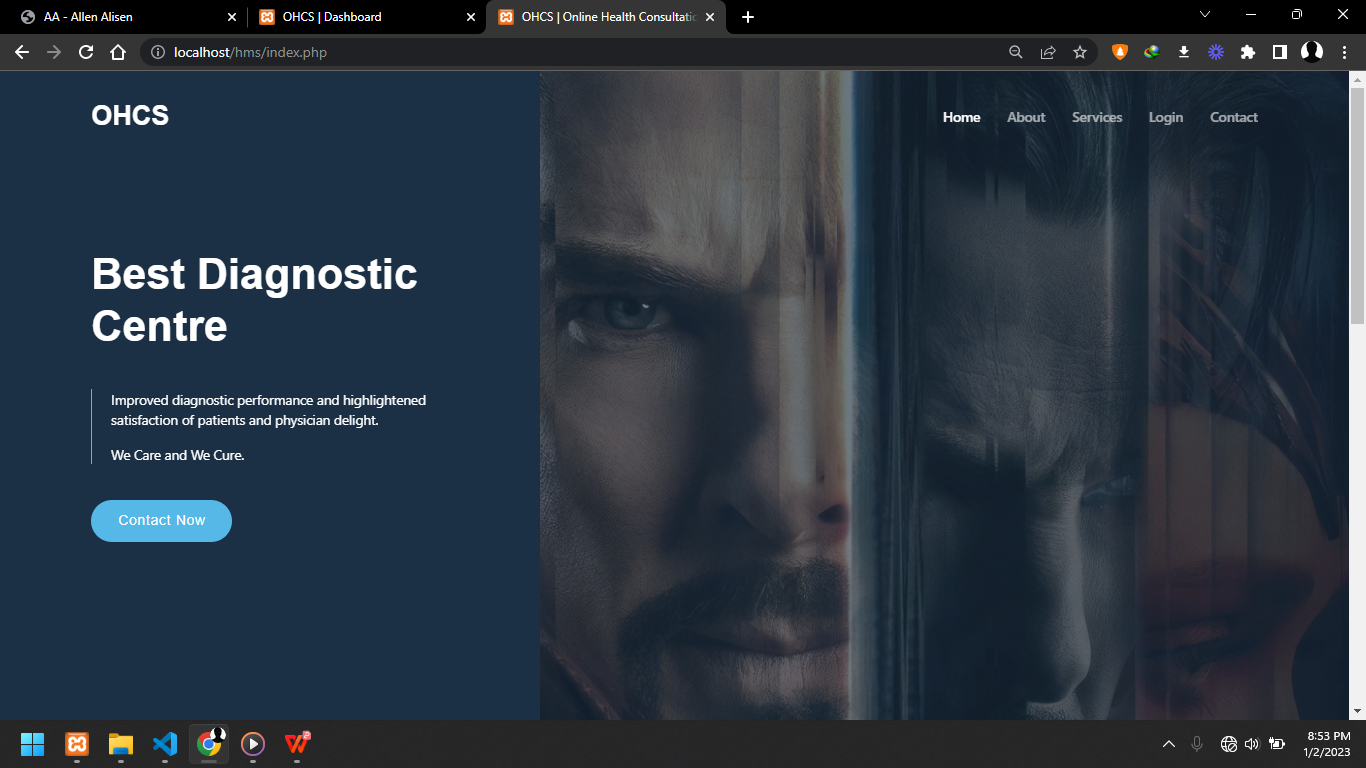 AA - Allen Alisen
OHCS | Dashboard
OHCS | Online Health Consultatio
localhost/hms/index.php
OHCS
Home About Services Login Contact
Best Diagnostic
Centre
Improved diagnostic performance and highlightened
satisfaction of patients and physician delight.
We Care and We Cure.
Contact Now
8:53 PM
1/2/2023